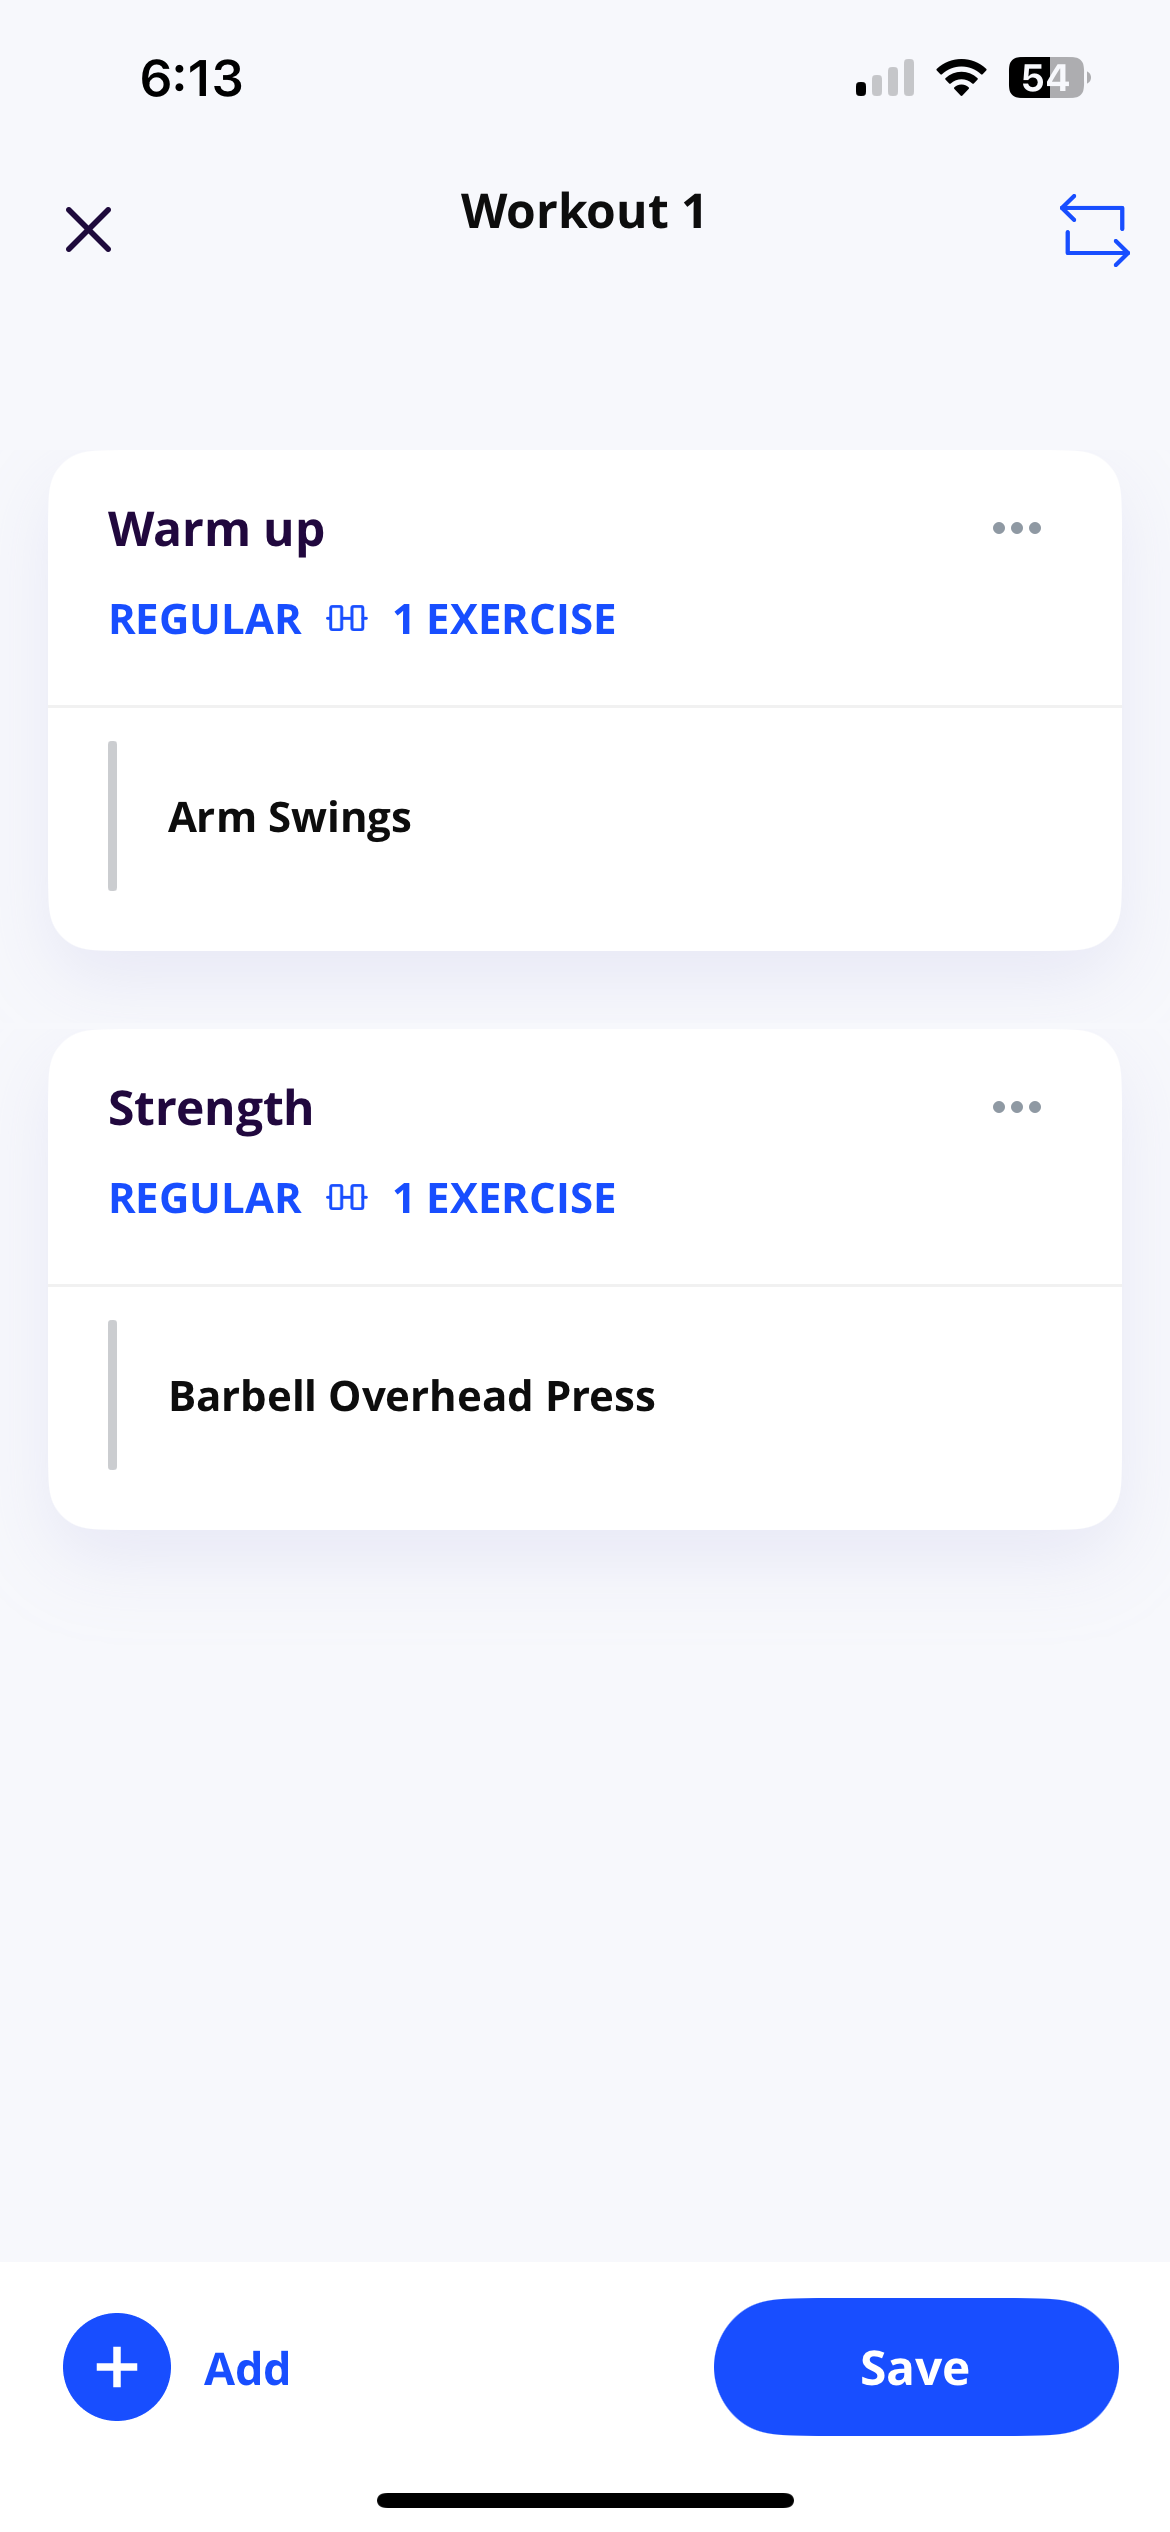 6:13
54
Workout 1
Warm up
REGULAR 1 EXERCISE
Arm Swings
Strength
REGULAR 1 EXERCISE
Barbell Overhead Press
Add
Save